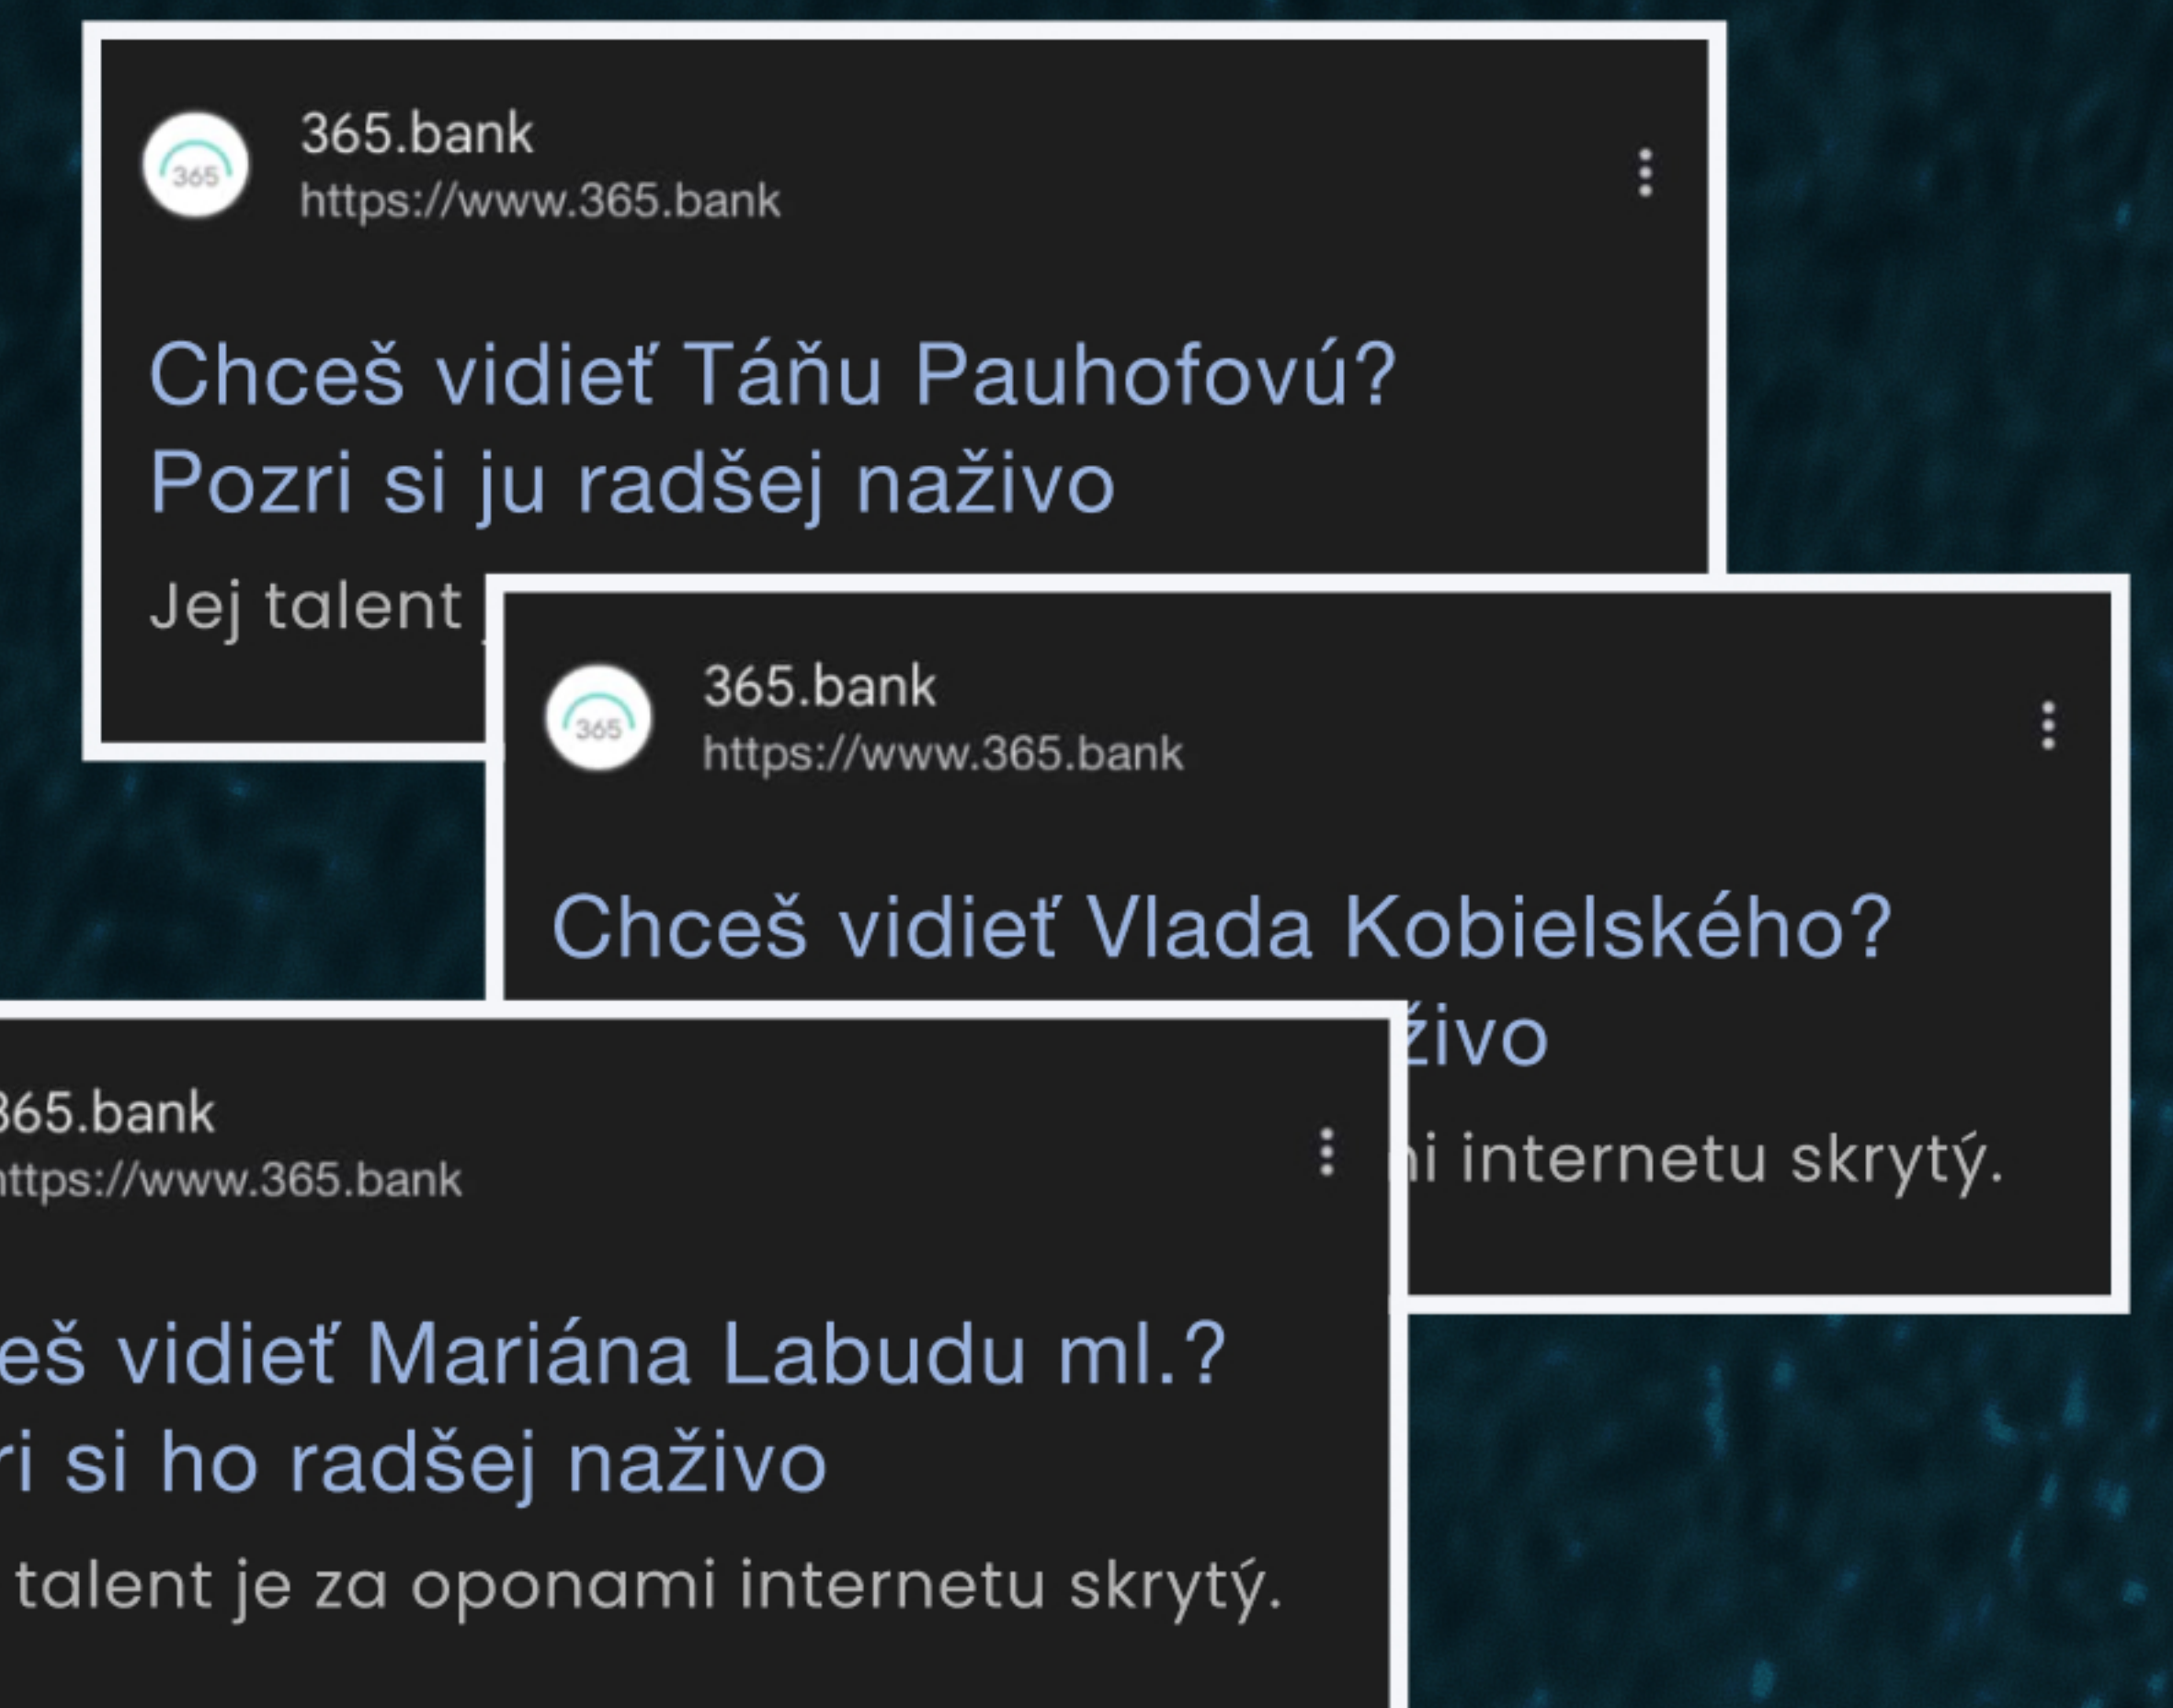 365.bank
365
https://www.365.bank
Chceš vidieť Táňu Pauhofovú?
Pozri si ju radšej naživo
Jej talent
365.bank
365
https://www.365.bank
Chceš vidieť Vlada Kobielského?
živo
internetu skrytý.
365.bank
https://www.365.bank
eš vidieť Mariána Labudu ml.?
ri si ho radšej naživo
talent je za oponami internetu skrytý.